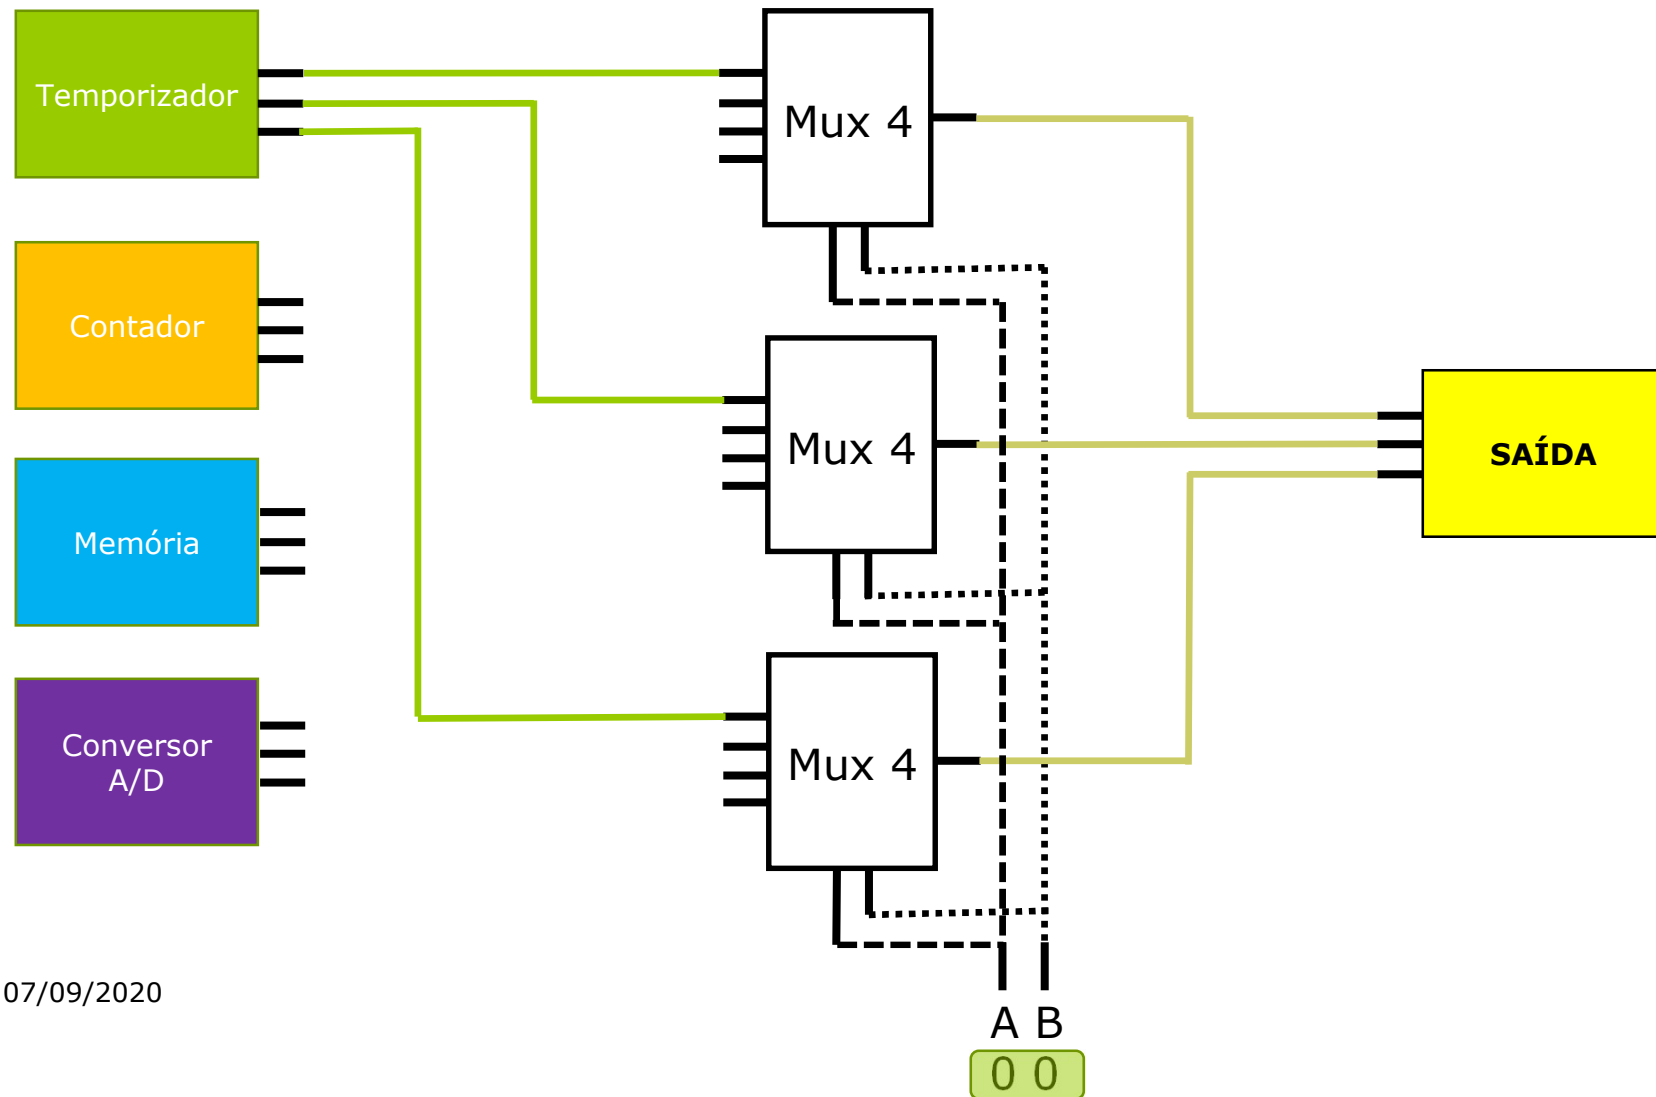 Temporizador
Mux 4
Contador
Mux 4
SAÍDA
Memória
Conversor
A/D
Mux 4
07/09/2020
A B
0 0